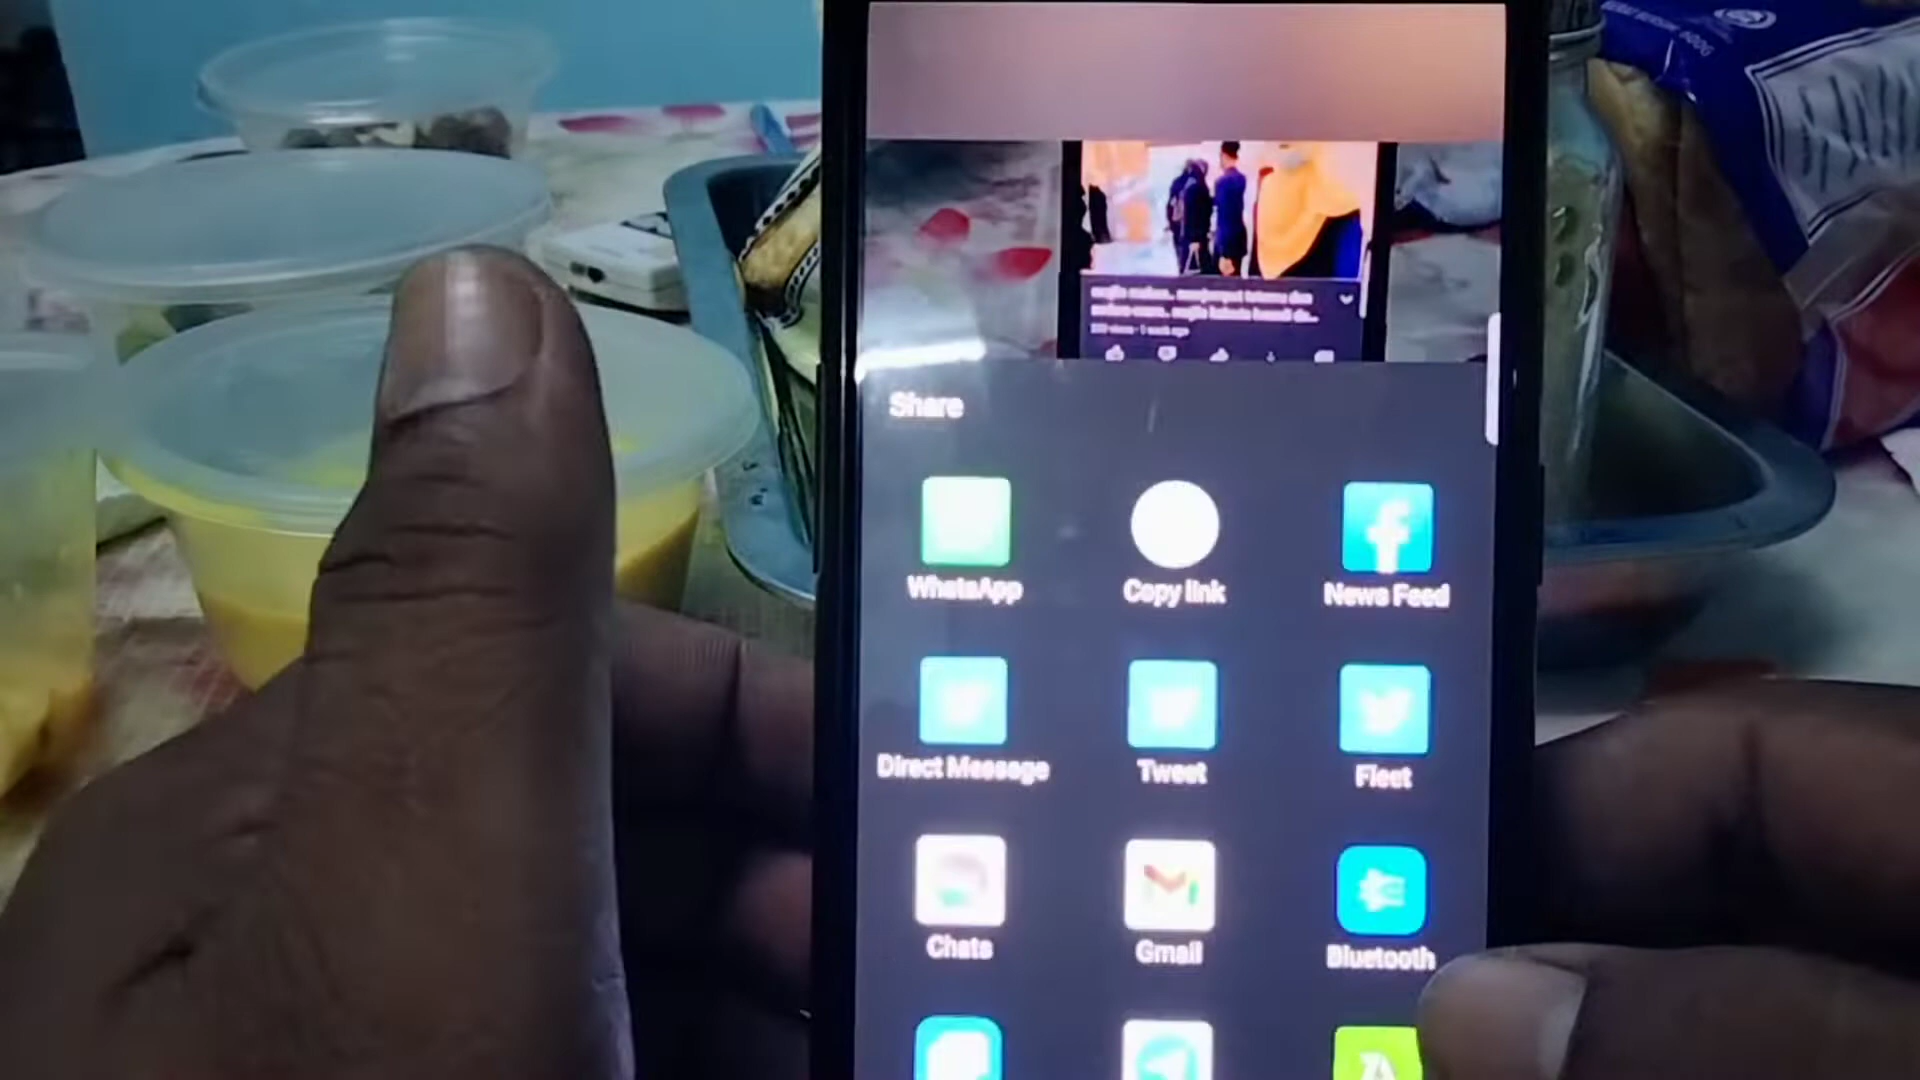 Share
WhatsApp
Copy link
News Feed
Direct Message
Tweet
Fleet
Chats
Gmail
Bluetooth